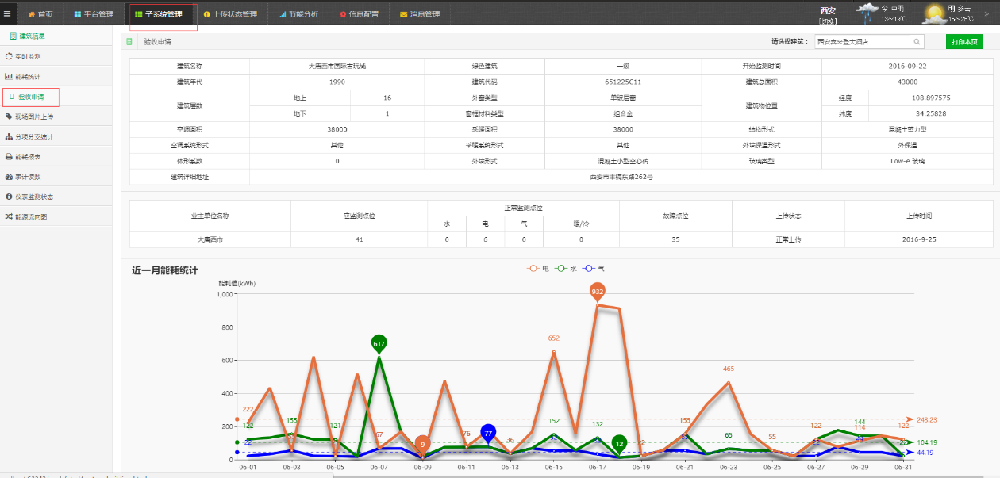 首页 平台管理 子系统管理 上传状态管理 节能分析 信息配置 消息管理 西安 [切换] 今 中雨 13~19℃ 明 多云 15~25℃
建筑信息
实时监测
能耗统计
验收申请
现场图片上传
分项分支统计
能耗报表
表计读数
仪表监测状态
能源流向图
验收申请 请选择建筑： 西安喜来登大酒店 打印本页
建筑名称 大唐西市国际古玩城 绿色建筑 一级 开始监测时间 2016-09-22
建筑年代 1990 建筑代码 651225C11 建筑总面积 43000
建筑层数 地上 16 外窗类型 单玻层窗 建筑物位置 经度 108.897575
地下 1 窗框材料类型 铝合金 纬度 34.25828
空调面积 38000 采暖面积 38000 结构形式 混凝土剪力型
空调系统形式 其他 采暖系统形式 其他 外墙保温形式 外保温
体形系数 0 外墙形式 混凝土小型空心砖 玻璃类型 Low-e 玻璃
建筑详细地址 西安市丰镐东路262号
业主单位名称 应监测点位 正常监测点位 故障点位 上传状态 上传时间
水 电 气 暖/冷
大唐西市 41 0 6 0 0 35 正常上传 2016-9-25
近一月能耗统计
电 水 气
能耗值(kWh)
1,000
800
600
400
200
0
932
617
652
465
222
122
22
155
121
67
9
76
77
36
152
132
12
22
155
65
55
122
22
144
114
122
22
243.23
104.19
44.19
06-01 06-03 06-05 06-07 06-09 06-11 06-13 06-15 06-17 06-19 06-21 06-23 06-25 06-27 06-29 06-31